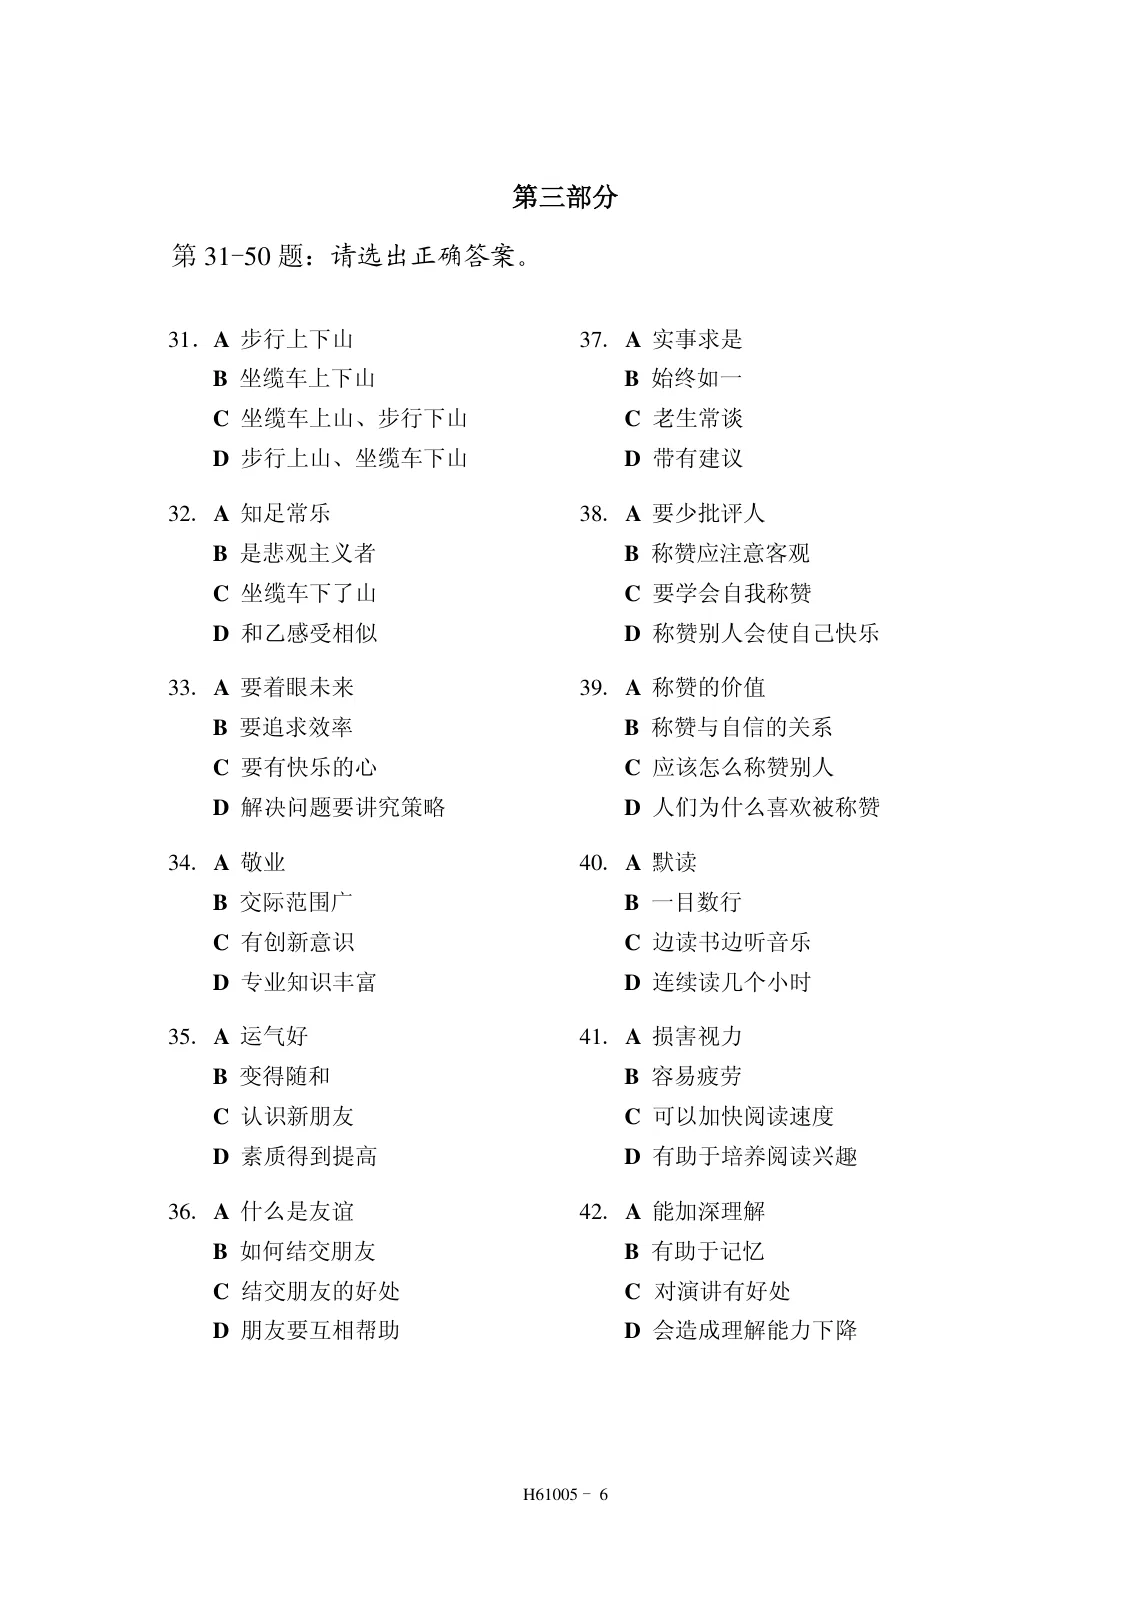 第三部分
第 31-50 题：请选出正确答案。
31. A 步行上下山
B 坐缆车上下山
C 坐缆车上山、步行下山
D 步行上山、坐缆车下山
32. A 知足常乐
B 是悲观主义者
C 坐缆车下了山
D 和乙感受相似
33. A 要着眼未来
B 要追求效率
C 要有快乐的心
D 解决问题要讲究策略
34. A 敬业
B 交际范围广
C 有创新意识
D 专业知识丰富
35. A 运气好
B 变得随和
C 认识新朋友
D 素质得到提高
36. A 什么是友谊
B 如何结交朋友
C 结交朋友的好处
D 朋友要互相帮助
37. A 实事求是
B 始终如一
C 老生常谈
D 带有建议
38. A 要少批评人
B 称赞应注意客观
C 要学会自我称赞
D 称赞别人会使自己快乐
39. A 称赞的价值
B 称赞与自信的关系
C 应该怎么称赞别人
D 人们为什么喜欢被称赞
40. A 默读
B 一目数行
C 边读书边听音乐
D 连续读几个小时
41. A 损害视力
B 容易疲劳
C 可以加快阅读速度
D 有助于培养阅读兴趣
42. A 能加深理解
B 有助于记忆
C 对演讲有好处
D 会造成理解能力下降
H61005 - 6